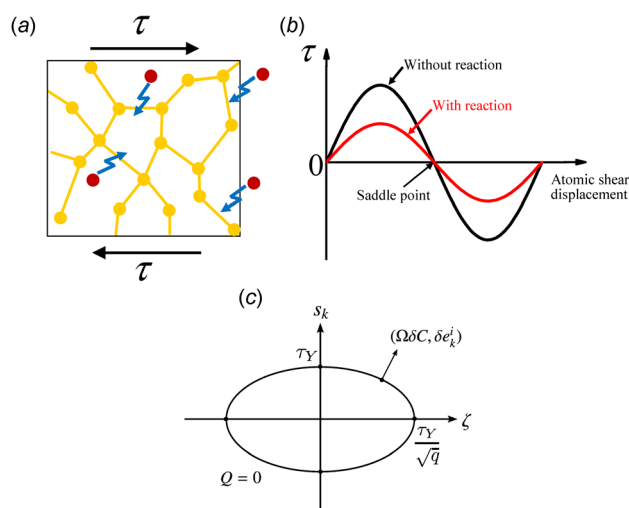 (a)
τ
τ
(b)
τ
Without reaction
With reaction
0
Saddle point
Atomic shear
displacement
(c)
s_k
τ_Y
(ΩδC, δe_k^i)
ζ
τ_Y/√q
Q = 0